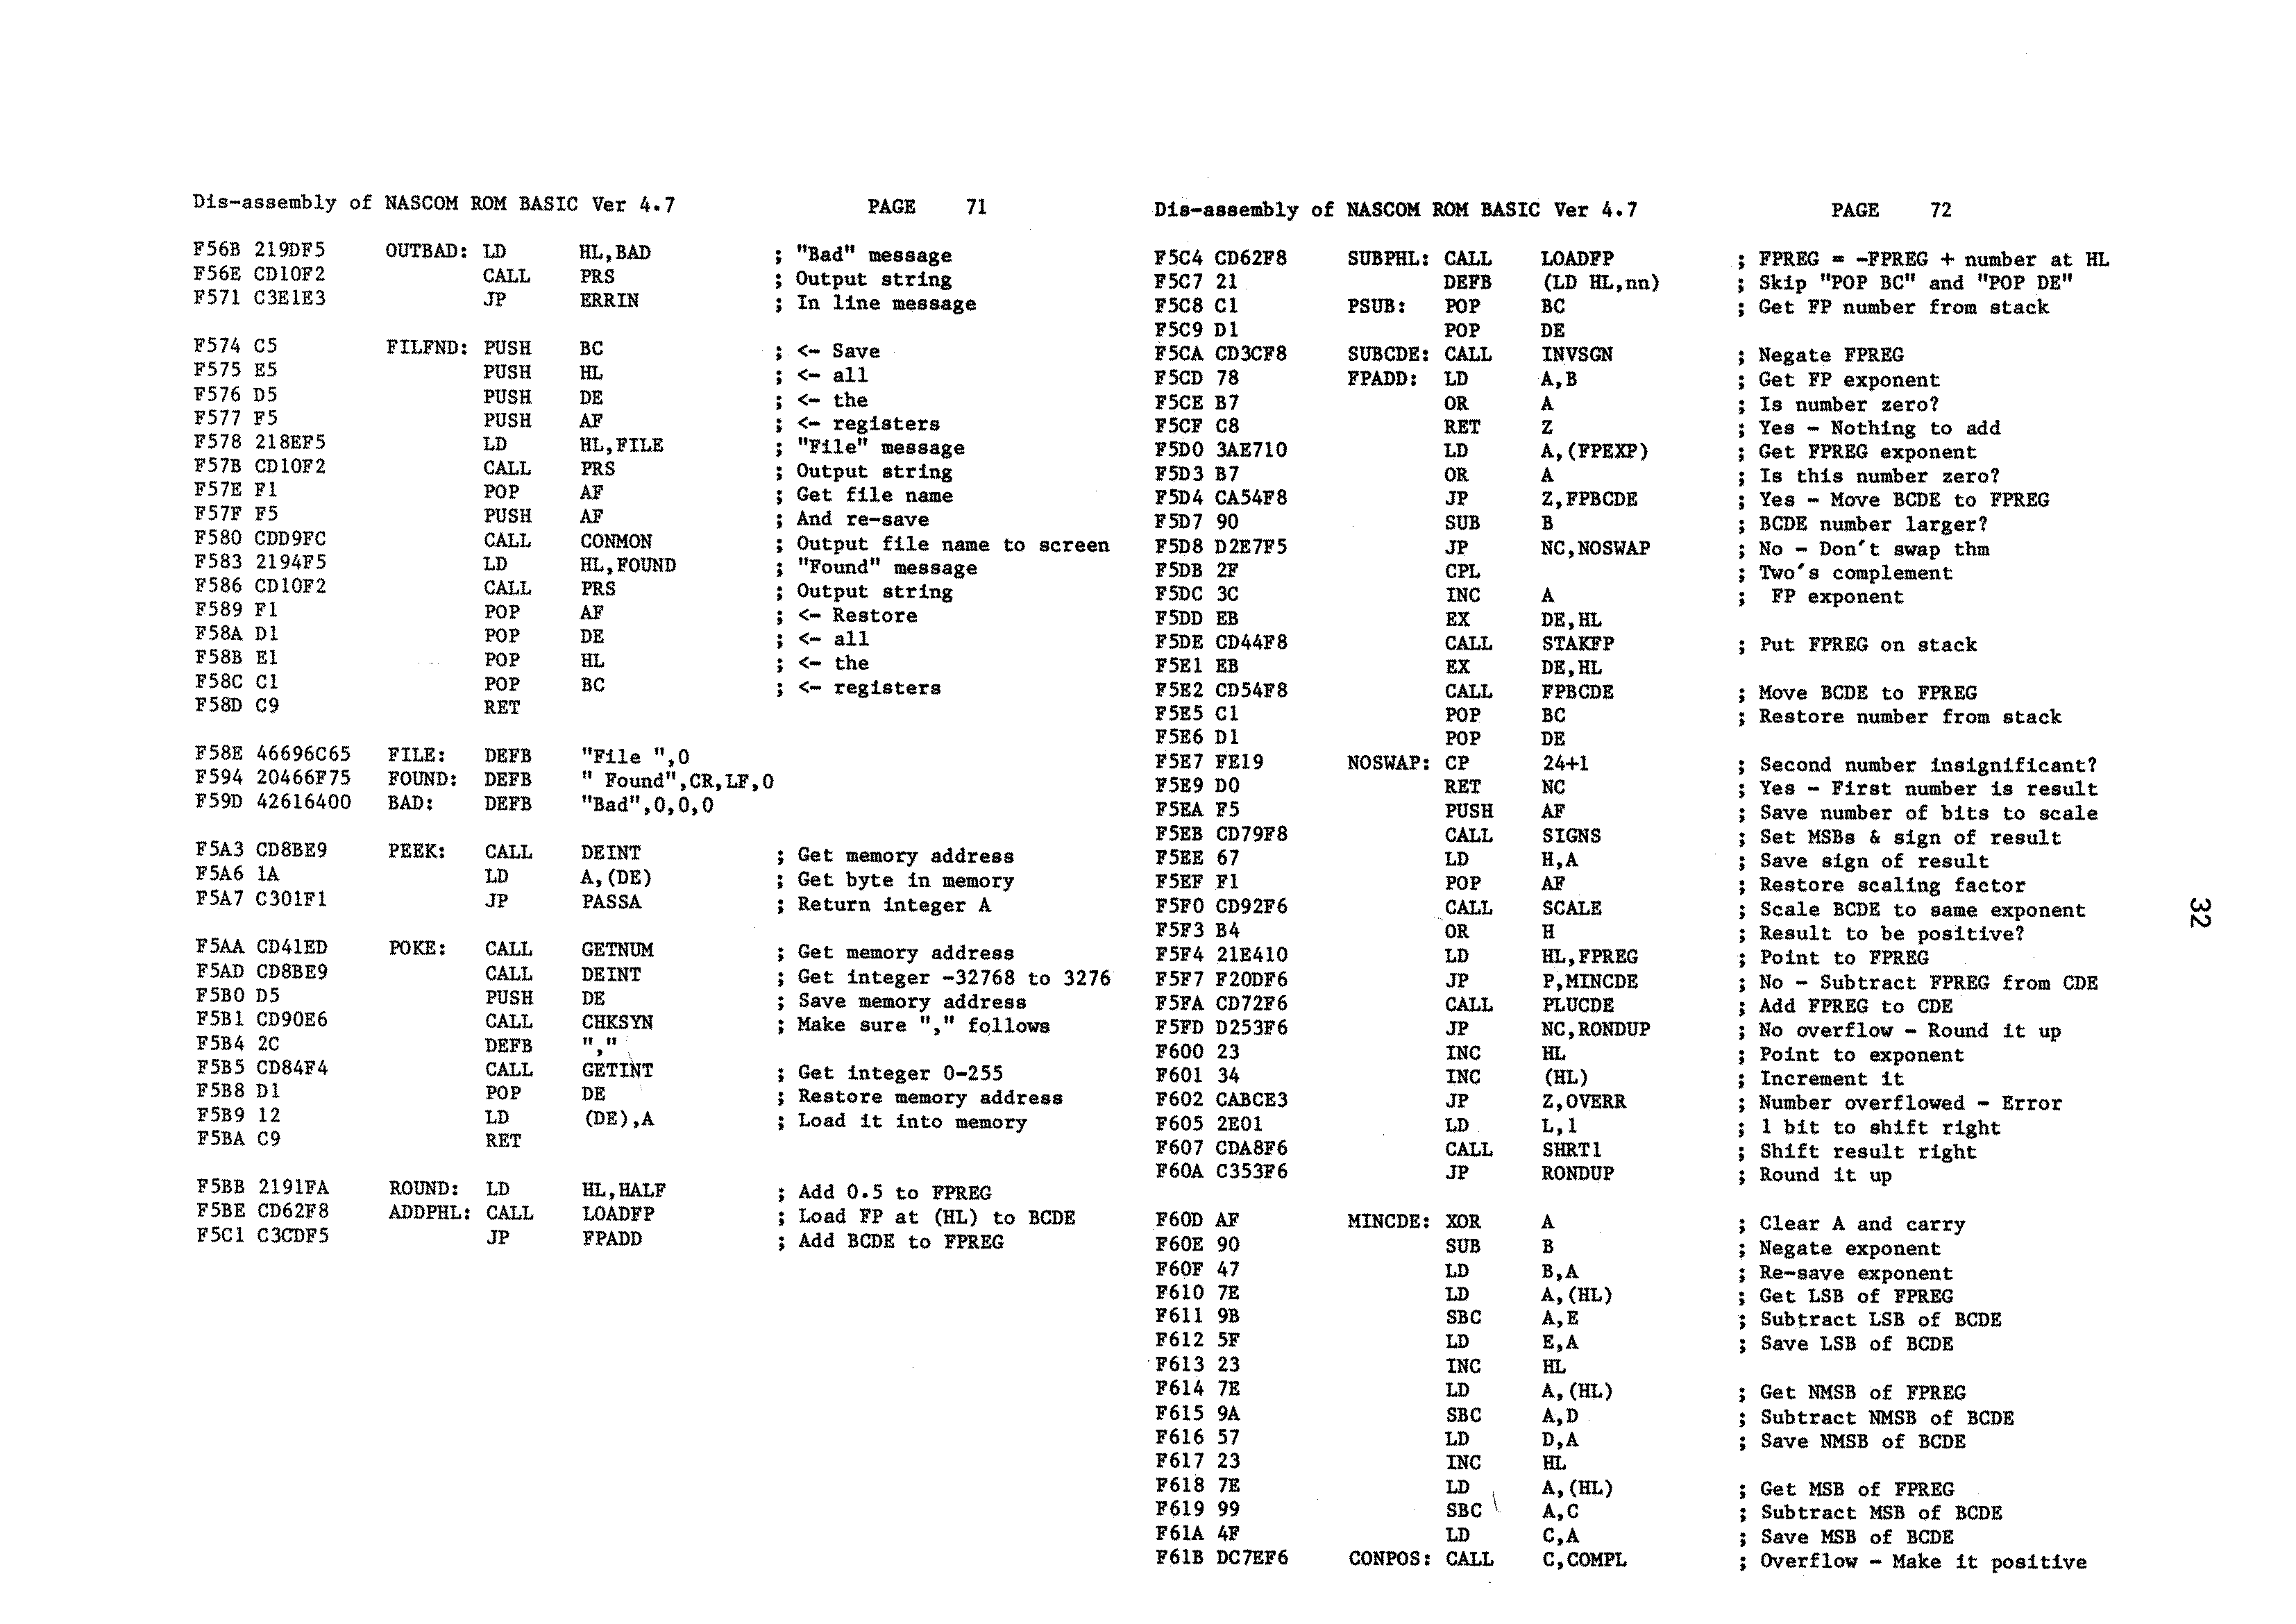 Dis-assembly of NASCOM ROM BASIC Ver 4.7 PAGE 71
F56B 219DF5 OUTBAD: LD HL,BAD ; "Bad" message
F56E CD10F2 CALL PRS ; Output string
F571 C3E1E3 JP ERRIN ; In line message
F574 C5 FILFND: PUSH BC ; <- Save
F575 E5 PUSH HL ; <- all
F576 D5 PUSH DE ; <- the
F577 F5 PUSH AF ; <- registers
F578 218EF5 LD HL,FILE ; "File" message
F57B CD10F2 CALL PRS ; Output string
F57E F1 POP AF ; Get file name
F57F F5 PUSH AF ; And re-save
F580 CDD9FC CALL CONMON ; Output file name to screen
F583 2194F5 LD HL,FOUND ; "Found" message
F586 CD10F2 CALL PRS ; Output string
F589 F1 POP AF ; <- Restore
F58A D1 POP DE ; <- all
F58B E1 POP HL ; <- the
F58C C1 POP BC ; <- registers
F58D C9 RET
F58E 46696C65 FILE: DEFB "File ",0
F594 20466F75 FOUND: DEFB " Found",CR,LF,0
F59D 42616400 BAD: DEFB "Bad",0,0,0
F5A3 CD8BE9 PEEK: CALL DEINT ; Get memory address
F5A6 1A LD A,(DE) ; Get byte in memory
F5A7 C301F1 JP PASSA ; Return integer A
F5AA CD41ED POKE: CALL GETNUM ; Get memory address
F5AD CD8BE9 CALL DEINT ; Get integer -32768 to 3276
F5B0 D5 PUSH DE ; Save memory address
F5B1 CD90E6 CALL CHKSYN ; Make sure "," follows
F5B4 2C DEFB ","
F5B5 CD84F4 CALL GETINT ; Get integer 0-255
F5B8 D1 POP DE ; Restore memory address
F5B9 12 LD (DE),A ; Load it into memory
F5BA C9 RET
F5BB 2191FA ROUND: LD HL,HALF ; Add 0.5 to FPREG
F5BE CD62F8 ADDPHL: CALL LOADFP ; Load FP at (HL) to BCDE
F5C1 C3CDF5 JP FPADD ; Add BCDE to FPREG
Dis-assembly of NASCOM ROM BASIC Ver 4.7 PAGE 72
F5C4 CD62F8 SUBPHL: CALL LOADFP ; FPREG = -FPREG + number at HL
F5C7 21 DEFB (LD HL,nn) ; Skip "POP BC" and "POP DE"
F5C8 C1 PSUB: POP BC ; Get FP number from stack
F5C9 D1 POP DE
F5CA CD3CF8 SUBCDE: CALL INVSGN ; Negate FPREG
F5CD 78 FPADD: LD A,B ; Get FP exponent
F5CE B7 OR A ; Is number zero?
F5CF C8 RET Z ; Yes - Nothing to add
F5D0 3AE710 LD A,(FPEXP) ; Get FPREG exponent
F5D3 B7 OR A ; Is this number zero?
F5D4 CA54F8 JP Z,FPBCDE ; Yes - Move BCDE to FPREG
F5D7 90 SUB B ; BCDE number larger?
F5D8 D2E7F5 JP NC,NOSWAP ; No - Don't swap thm
F5DB 2F CPL ; Two's complement
F5DC 3C INC A ; FP exponent
F5DD EB EX DE,HL
F5DE CD44F8 CALL STAKFP ; Put FPREG on stack
F5E1 EB EX DE,HL
F5E2 CD54F8 CALL FPBCDE ; Move BCDE to FPREG
F5E5 C1 POP BC ; Restore number from stack
F5E6 D1 POP DE
F5E7 FE19 NOSWAP: CP 24+1 ; Second number insignificant?
F5E9 D0 RET NC ; Yes - First number is result
F5EA F5 PUSH AF ; Save number of bits to scale
F5EB CD79F8 CALL SIGNS ; Set MSBs & sign of result
F5EE 67 LD H,A ; Save sign of result
F5EF F1 POP AF ; Restore scaling factor
F5F0 CD92F6 CALL SCALE ; Scale BCDE to same exponent
F5F3 B4 OR H ; Result to be positive?
F5F4 21E410 LD HL,FPREG ; Point to FPREG
F5F7 F20DF6 JP P,MINCDE ; No - Subtract FPREG from CDE
F5FA CD72F6 CALL PLUCDE ; Add FPREG to CDE
F5FD D253F6 JP NC,RONDUP ; No overflow - Round it up
F600 23 INC HL ; Point to exponent
F601 34 INC (HL) ; Increment it
F602 CABCE3 JP Z,OVERR ; Number overflowed - Error
F605 2E01 LD L,1 ; 1 bit to shift right
F607 CDA8F6 CALL SHRT1 ; Shift result right
F60A C353F6 JP RONDUP ; Round it up
F60D AF MINCDE: XOR A ; Clear A and carry
F60E 90 SUB B ; Negate exponent
F60F 47 LD B,A ; Re-save exponent
F610 7E LD A,(HL) ; Get LSB of FPREG
F611 9B SBC A,E ; Subtract LSB of BCDE
F612 5F LD E,A ; Save LSB of BCDE
F613 23 INC HL
F614 7E LD A,(HL) ; Get NMSB of FPREG
F615 9A SBC A,D ; Subtract NMSB of BCDE
F616 57 LD D,A ; Save NMSB of BCDE
F617 23 INC HL
F618 7E LD A,(HL) ; Get MSB of FPREG
F619 99 SBC A,C ; Subtract MSB of BCDE
F61A 4F LD C,A ; Save MSB of BCDE
F61B DC7EF6 CONPOS: CALL C,COMPL ; Overflow - Make it positive
32